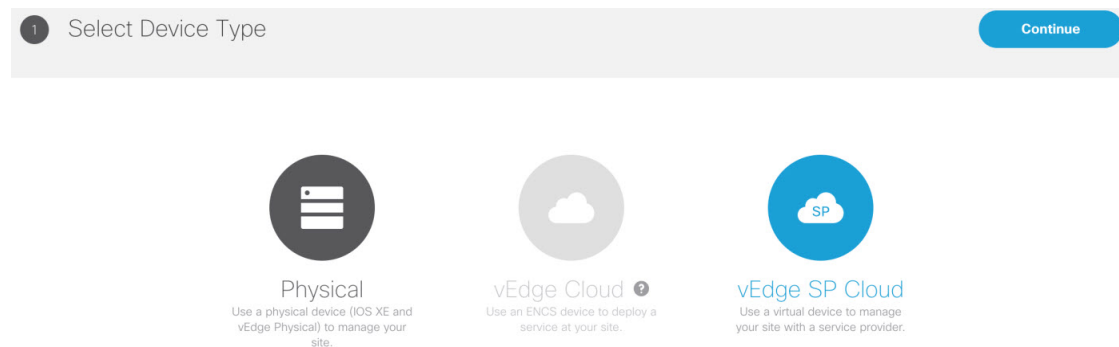 1 Select Device Type Continue
SP
Physical vEdge Cloud ? vEdge SP Cloud
Use a physical device (IOS XE and
vEdge Physical) to manage your
site.
Use an ENCS device to deploy a
service at your site.
Use a virtual device to manage
your site with a service provider.